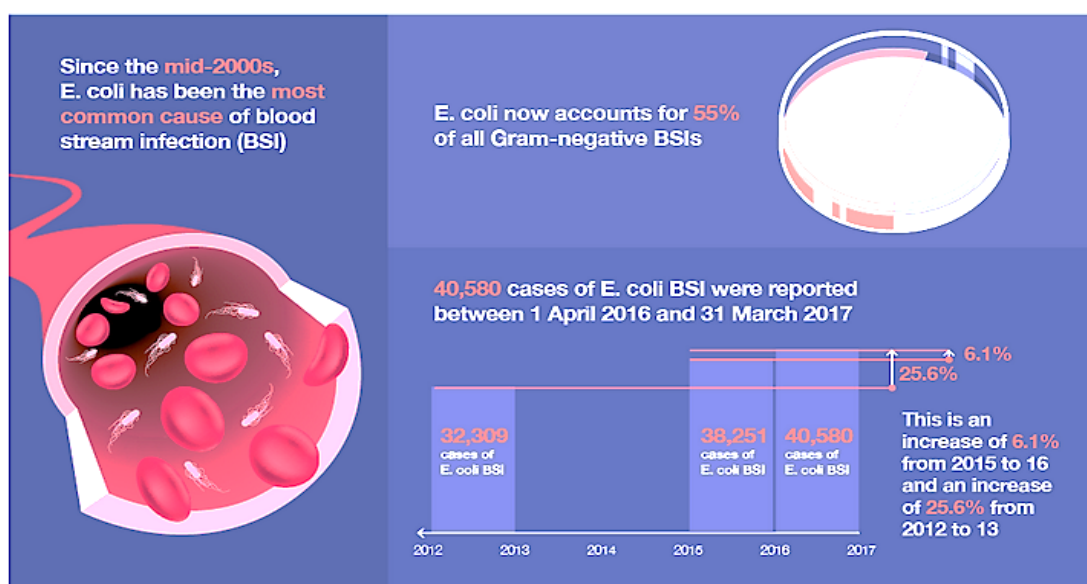 Since the mid-2000s,
E. coli has been the most
common cause of blood
stream infection (BSI)
E. coli now accounts for 55%
of all Gram-negative BSIs
40,580 cases of E. coli BSI were reported
between 1 April 2016 and 31 March 2017
6.1%
25.6%
32,309
cases of
E. coli BSI
38,251
cases of
E. coli BSI
40,580
cases of
E. coli BSI
This is an
increase of 6.1%
from 2015 to 16
and an increase
of 25.6% from
2012 to 13
2012
2013
2014
2015
2016
2017